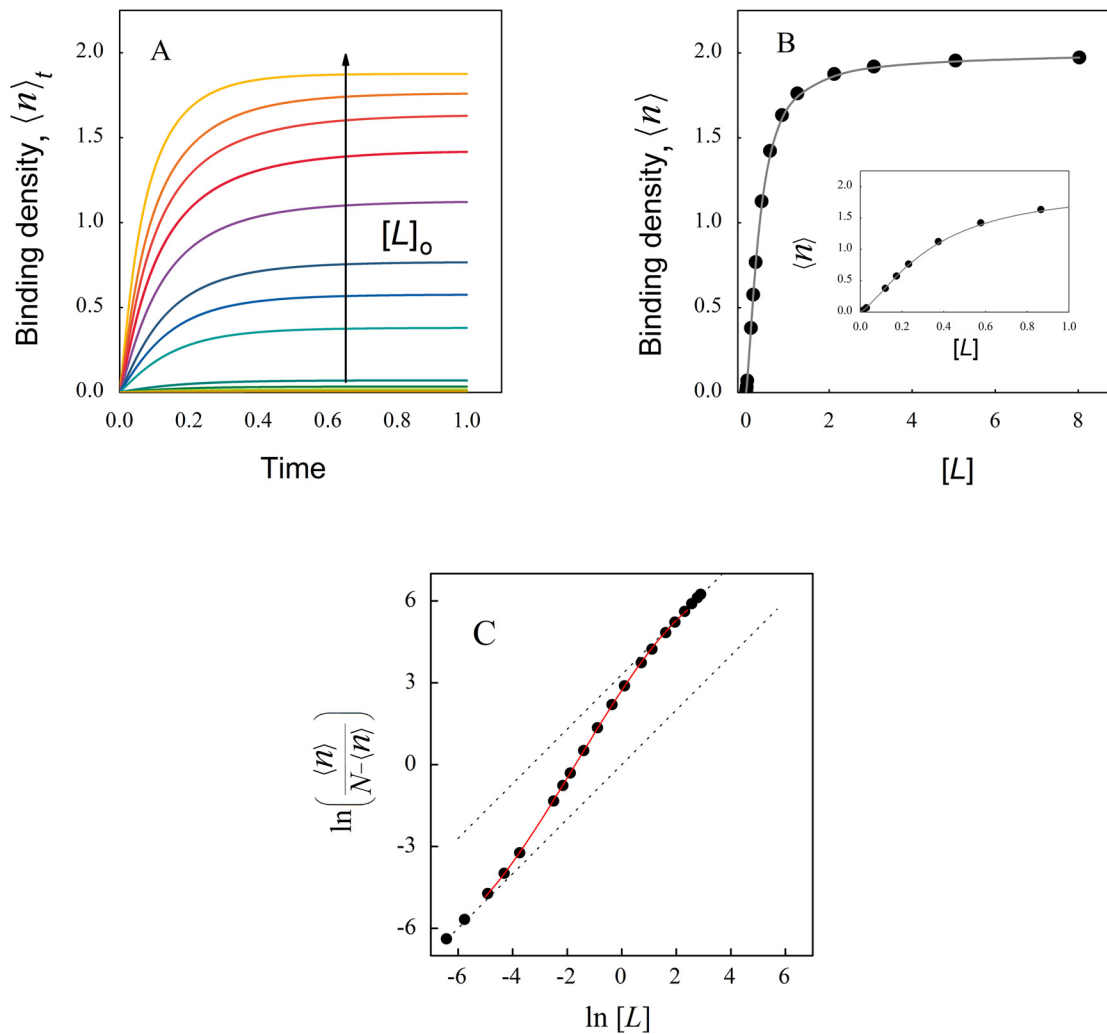 A
Binding density, ⟨n⟩t
2.0
1.5
1.0
0.5
0.0
[L]o
0.0 0.2 0.4 0.6 0.8 1.0
Time
B
Binding density, ⟨n⟩
2.0
1.5
1.0
0.5
0.0
⟨n⟩
2.0
1.5
1.0
0.5
0.0
0.0 0.2 0.4 0.6 0.8 1.0
[L]
0 2 4 6 8
[L]
C
ln(⟨n⟩/N–⟨n⟩)
6
3
0
-3
-6
-6 -4 -2 0 2 4 6
ln [L]